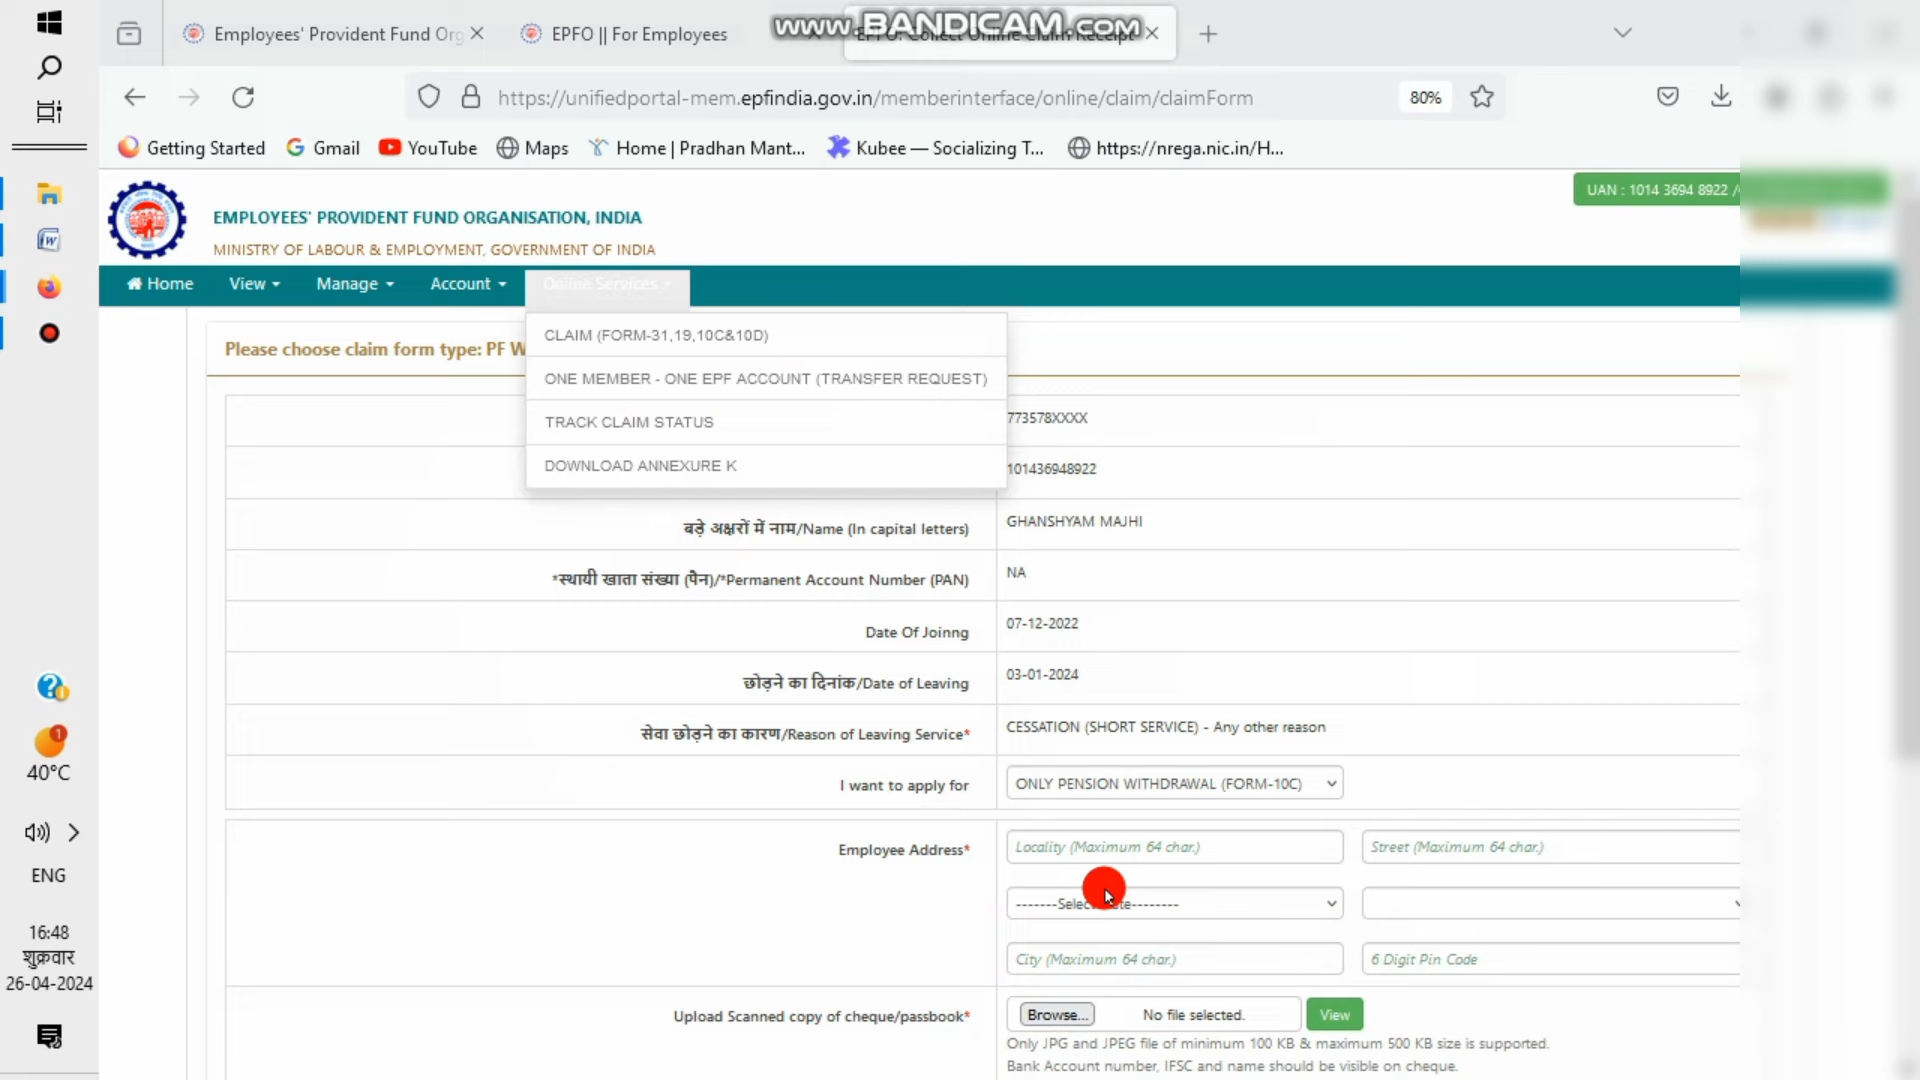 www.BANDICAM.com
Employees' Provident Fund Org
EPFO || For Employees
EPFO: Collect Online Claim Receipt
https://unifiedportal-mem.epfindia.gov.in/memberinterface/online/claim/claimForm
80%
Getting Started
Gmail
YouTube
Maps
Home | Pradhan Mant...
Kubee — Socializing T...
https://nrega.nic.in/H...
UAN : 1014 3694 8922 /
EMPLOYEES' PROVIDENT FUND ORGANISATION, INDIA
MINISTRY OF LABOUR & EMPLOYMENT, GOVERNMENT OF INDIA
Home
View
Manage
Account
Online Services
CLAIM (FORM-31,19,10C&10D)
ONE MEMBER - ONE EPF ACCOUNT (TRANSFER REQUEST)
TRACK CLAIM STATUS
DOWNLOAD ANNEXURE K
Please choose claim form type: PF W
773578XXXX
101436948922
बड़े अक्षरों में नाम/Name (In capital letters)
GHANSHYAM MAJHI
*स्थायी खाता संख्या (पैन)/*Permanent Account Number (PAN)
NA
Date Of Joinng
07-12-2022
छोड़ने का दिनांक/Date of Leaving
03-01-2024
सेवा छोड़ने का कारण/Reason of Leaving Service*
CESSATION (SHORT SERVICE) - Any other reason
I want to apply for
ONLY PENSION WITHDRAWAL (FORM-10C)
Employee Address*
Locality (Maximum 64 char.)
Street (Maximum 64 char.)
City (Maximum 64 char.)
6 Digit Pin Code
Upload Scanned copy of cheque/passbook*
Browse...
No file selected.
View
Only JPG and JPEG file of minimum 100 KB & maximum 500 KB size is supported.
Bank Account number, IFSC and name should be visible on cheque.
1
40°C
ENG
16:48
शुक्रवार
26-04-2024